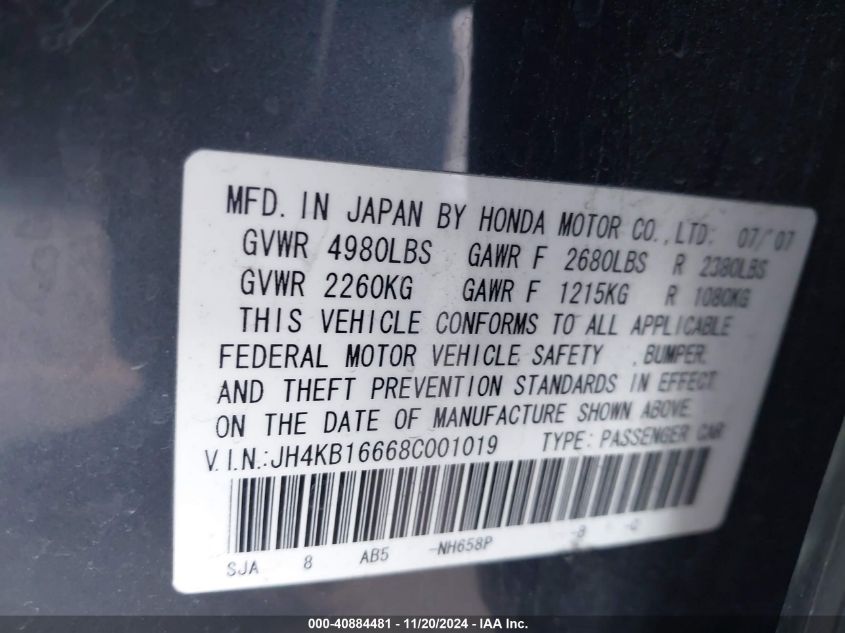 MFD. IN JAPAN BY HONDA MOTOR CO., LTD. 07/'07
GVWR 4980LBS GAWR F 2680LBS R 2380LBS
GVWR 2260KG GAWR F 1215KG R 1080KG
THIS VEHICLE CONFORMS TO ALL APPLICABLE
FEDERAL MOTOR VEHICLE SAFETY , BUMPER,
AND THEFT PREVENTION STANDARDS IN EFFECT
ON THE DATE OF MANUFACTURE SHOWN ABOVE.
V.I.N.:JH4KB16668C001019 TYPE: PASSENGER CAR
SJA 8 AB5 -NH658P -B
000-40884481 - 11/20/2024 - IAA Inc.